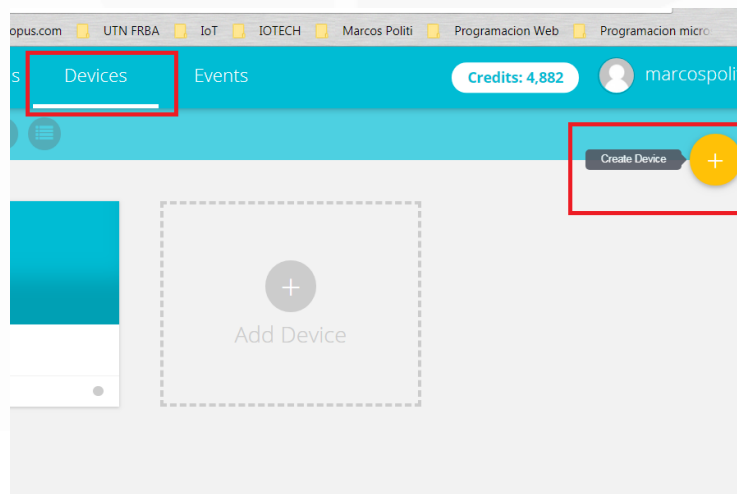 opus.com UTN FRBA IoT IOTECH Marcos Politi Programacion Web Programacion micro
s Devices Events Credits: 4,882 marcospoli
Create Device
Add Device